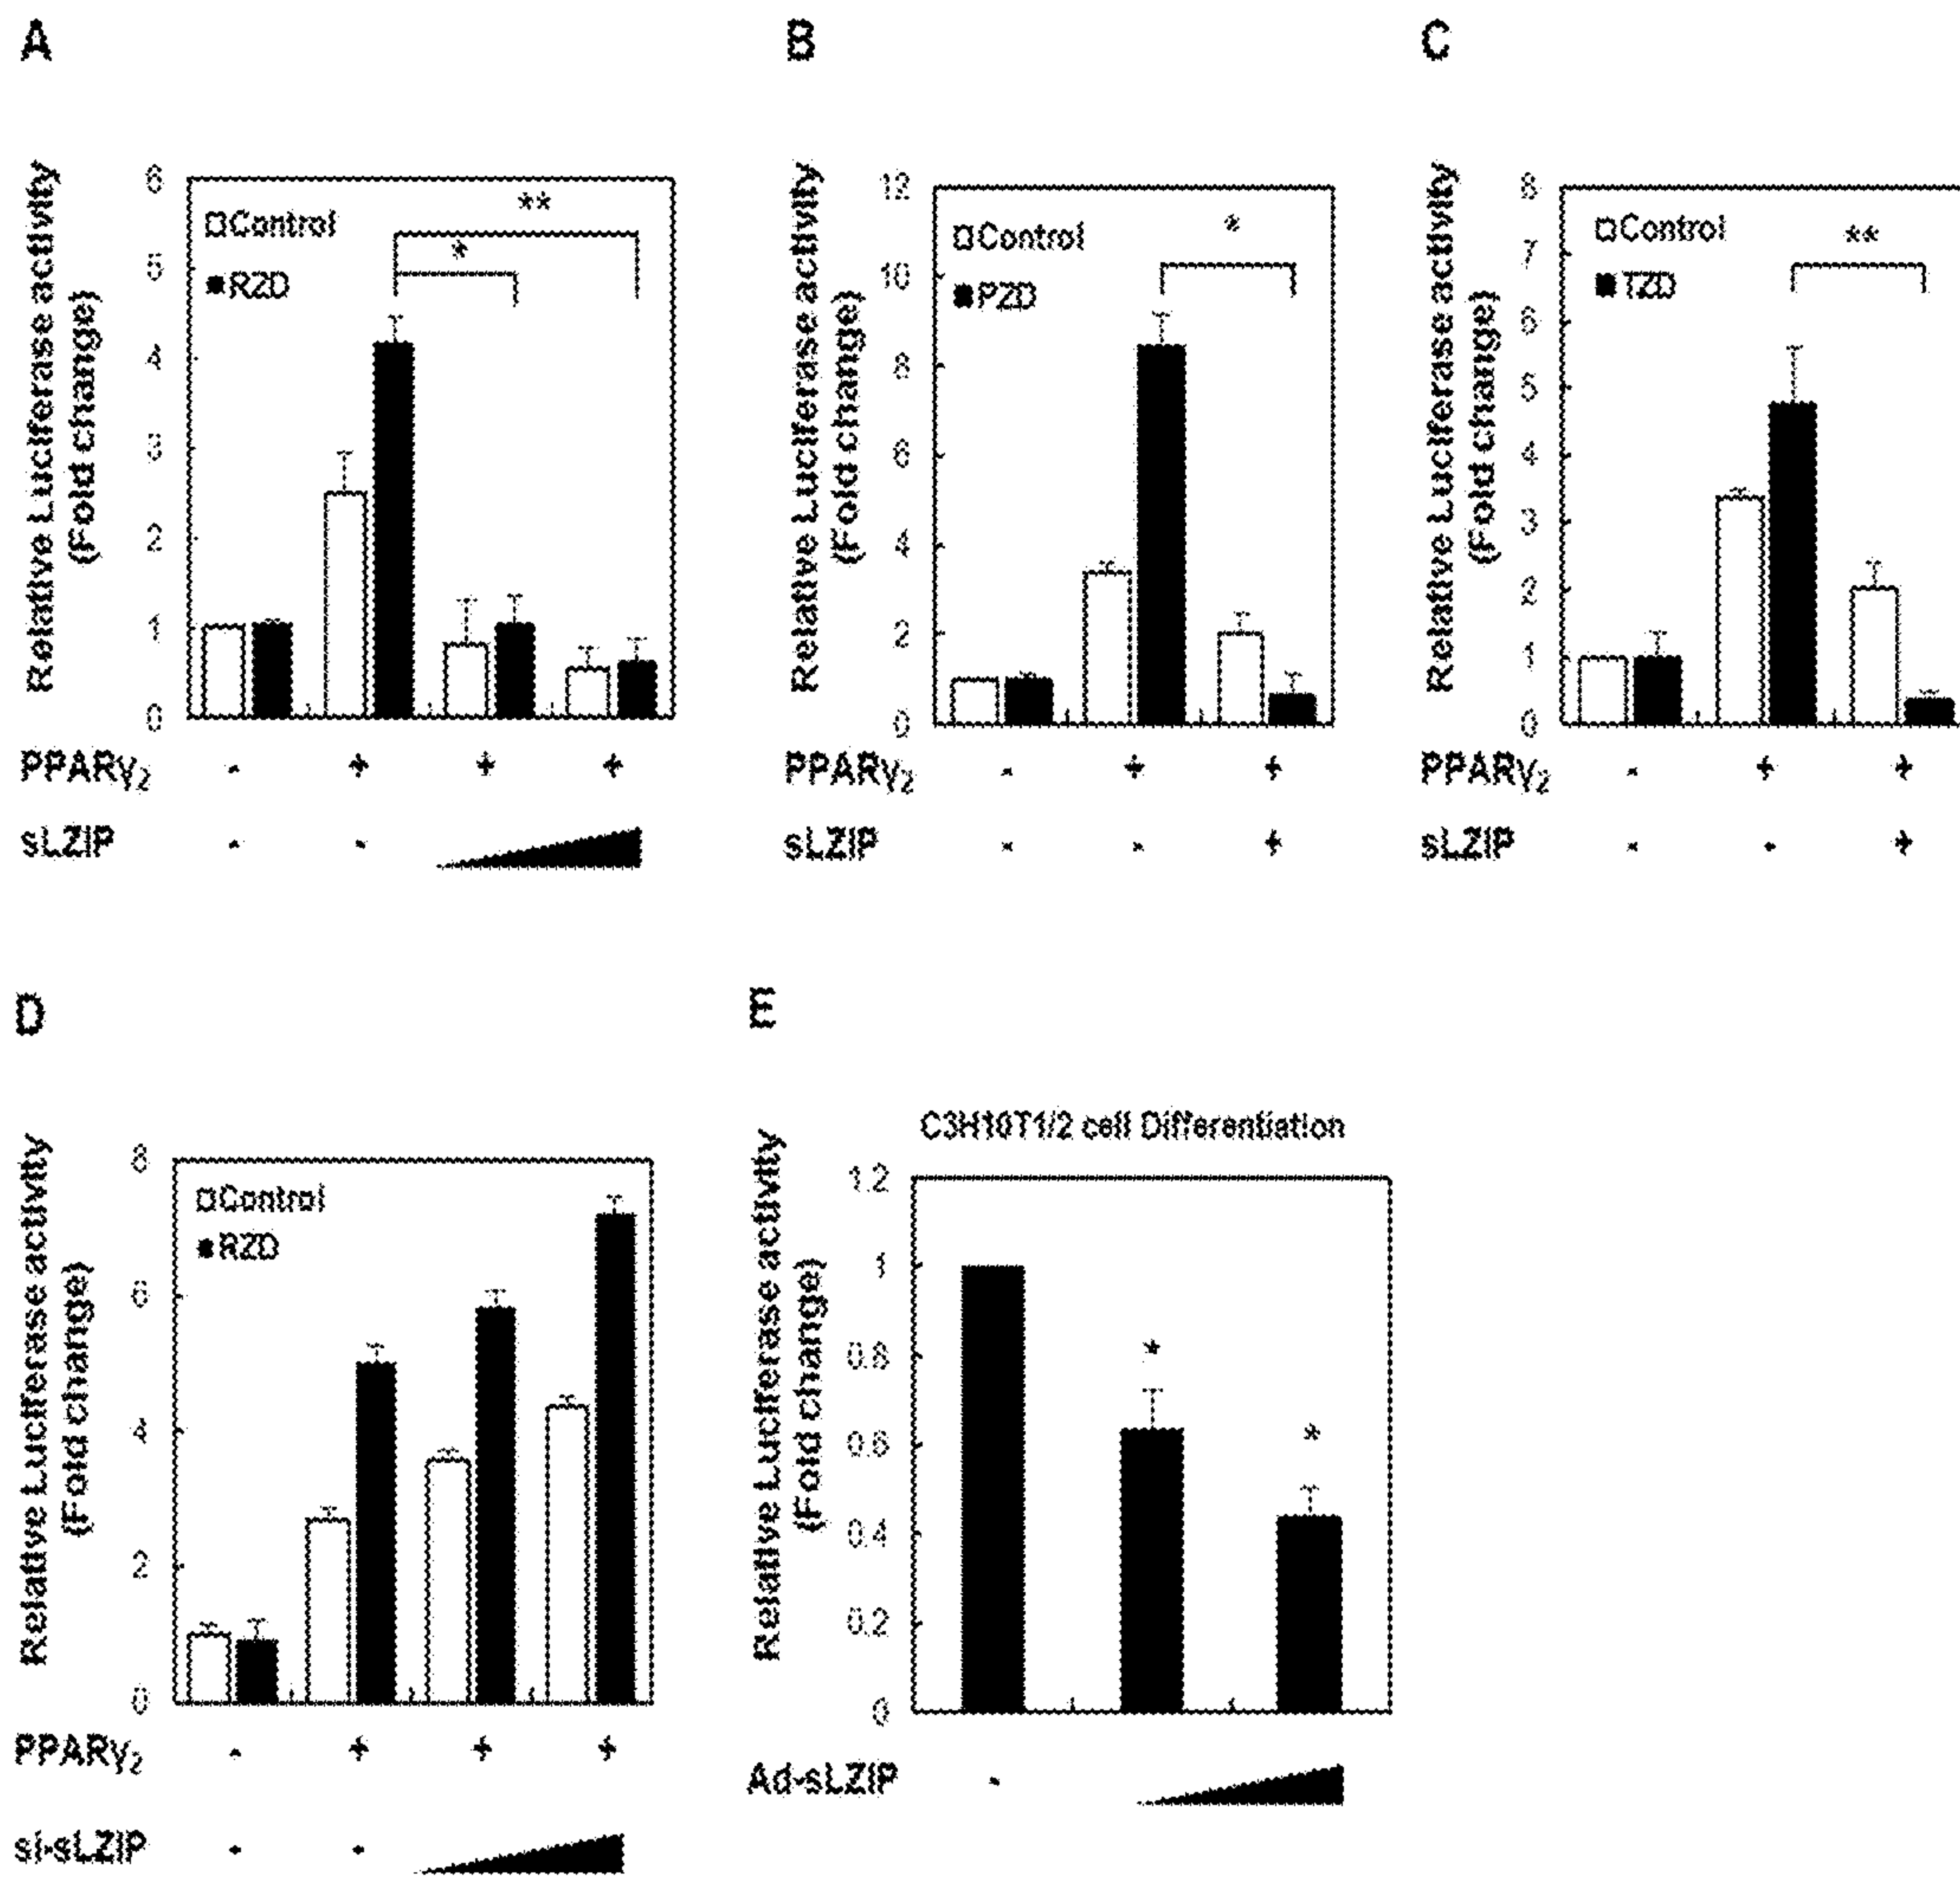 A
Relative Luciferase activity
(Fold change)
6
5
4
3
2
1
0
Control
RZD
*
**
PPARγ2 - + + +
sLZIP - -
B
Relative Luciferase activity
(Fold change)
12
10
8
6
4
2
0
Control
PZD
*
PPARγ2 - + +
sLZIP - - +
C
Relative Luciferase activity
(Fold change)
8
7
6
5
4
3
2
1
0
Control
TZD
**
PPARγ2 - + +
sLZIP - - +
D
Relative Luciferase activity
(Fold change)
8
6
4
2
0
Control
RZD
PPARγ2 - + + +
si-sLZIP - -
E
C3H10T1/2 cell Differentiation
Relative Luciferase activity
(Fold change)
1.2
1
0.8
0.6
0.4
0.2
0
*
*
Ad-sLZIP -